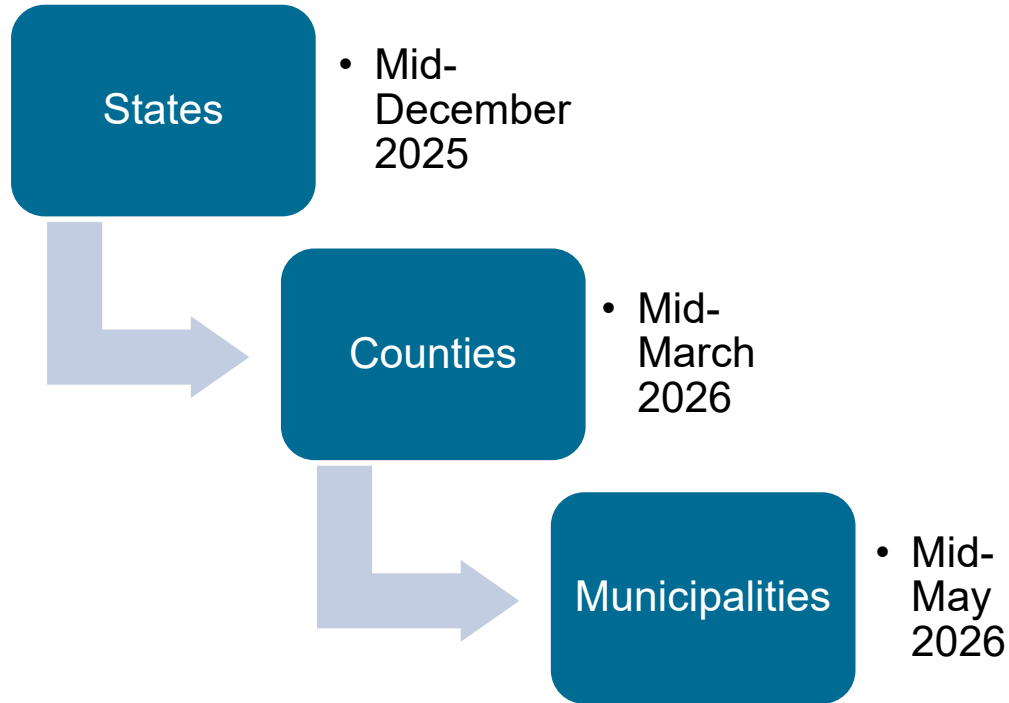 States
• Mid-
December
2025
Counties
• Mid-
March
2026
Municipalities
• Mid-
May
2026